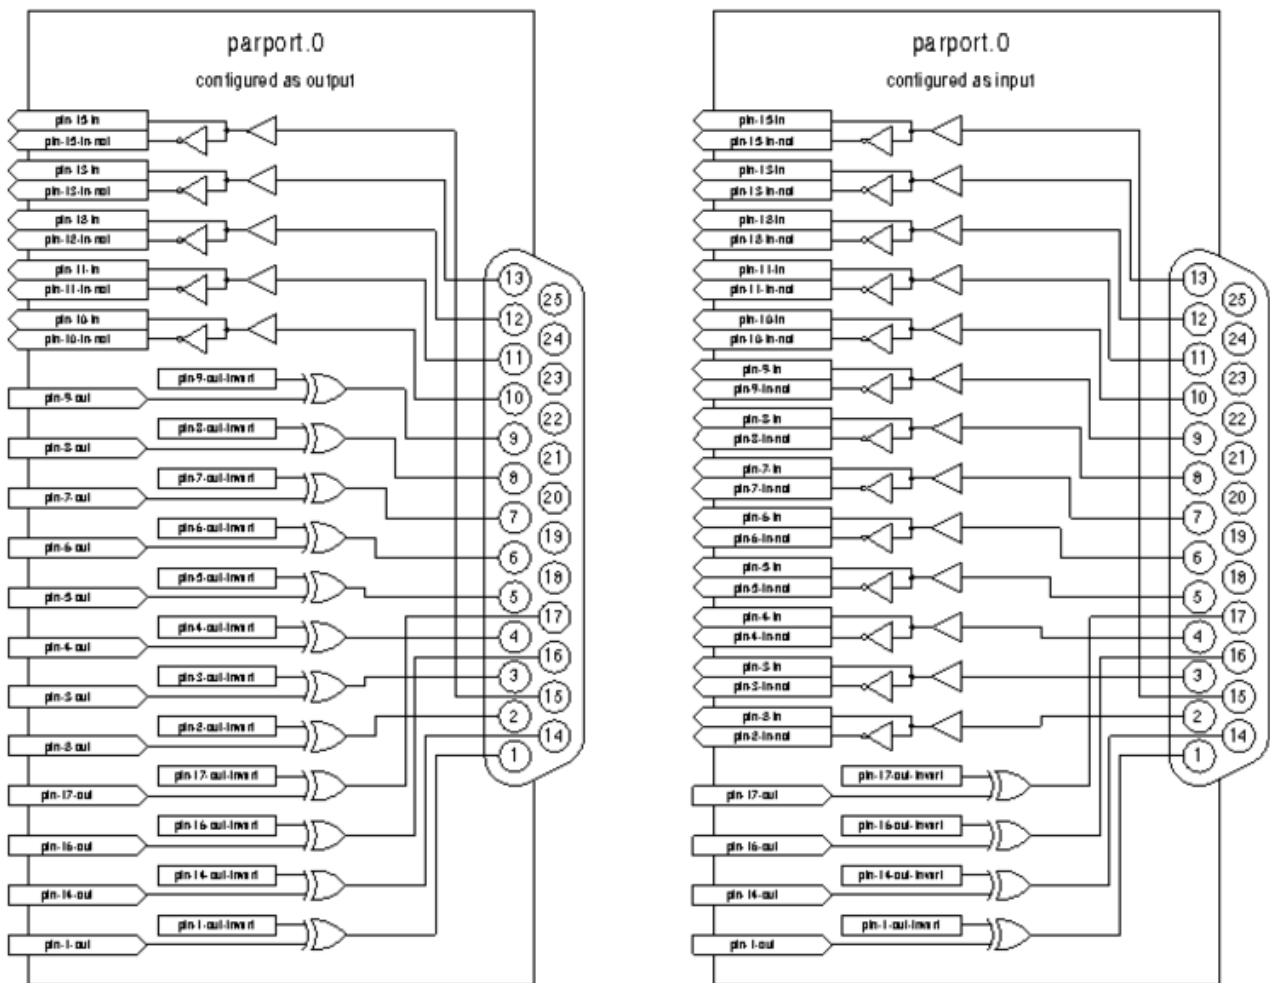 parport.0
configured as output
pin-15-in
pin-15-in-not
pin-13-in
pin-13-in-not
pin-12-in
pin-12-in-not
pin-11-in
pin-11-in-not
pin-10-in
pin-10-in-not
pin-9-out-invert
pin-9-out
pin-8-out-invert
pin-8-out
pin-7-out-invert
pin-7-out
pin-6-out-invert
pin-6-out
pin-5-out-invert
pin-5-out
pin-4-out-invert
pin-4-out
pin-3-out-invert
pin-3-out
pin-2-out-invert
pin-2-out
pin-17-out-invert
pin-17-out
pin-16-out-invert
pin-16-out
pin-14-out-invert
pin-14-out
pin-1-out-invert
pin-1-out
13
25
12
24
11
23
10
22
9
21
8
20
7
19
6
18
5
17
4
16
3
15
2
14
1
parport.0
configured as input
pin-15-in
pin-15-in-not
pin-13-in
pin-13-in-not
pin-12-in
pin-12-in-not
pin-11-in
pin-11-in-not
pin-10-in
pin-10-in-not
pin-9-in
pin-9-in-not
pin-8-in
pin-8-in-not
pin-7-in
pin-7-in-not
pin-6-in
pin-6-in-not
pin-5-in
pin-5-in-not
pin-4-in
pin-4-in-not
pin-3-in
pin-3-in-not
pin-2-in
pin-2-in-not
pin-17-out-invert
pin-17-out
pin-16-out-invert
pin-16-out
pin-14-out-invert
pin-14-out
pin-1-out-invert
pin-1-out
13
25
12
24
11
23
10
22
9
21
8
20
7
19
6
18
5
17
4
16
3
15
2
14
1